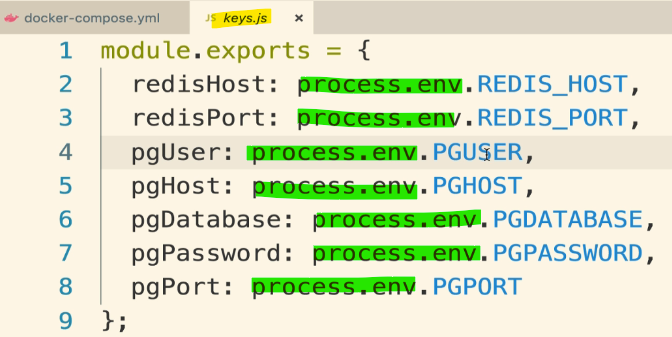 docker-compose.yml
JS keys.js ×
1 module.exports = {
2 redisHost: process.env.REDIS_HOST,
3 redisPort: process.env.REDIS_PORT,
4 pgUser: process.env.PGUSER,
5 pgHost: process.env.PGHOST,
6 pgDatabase: process.env.PGDATABASE,
7 pgPassword: process.env.PGPASSWORD,
8 pgPort: process.env.PGPORT
9 };